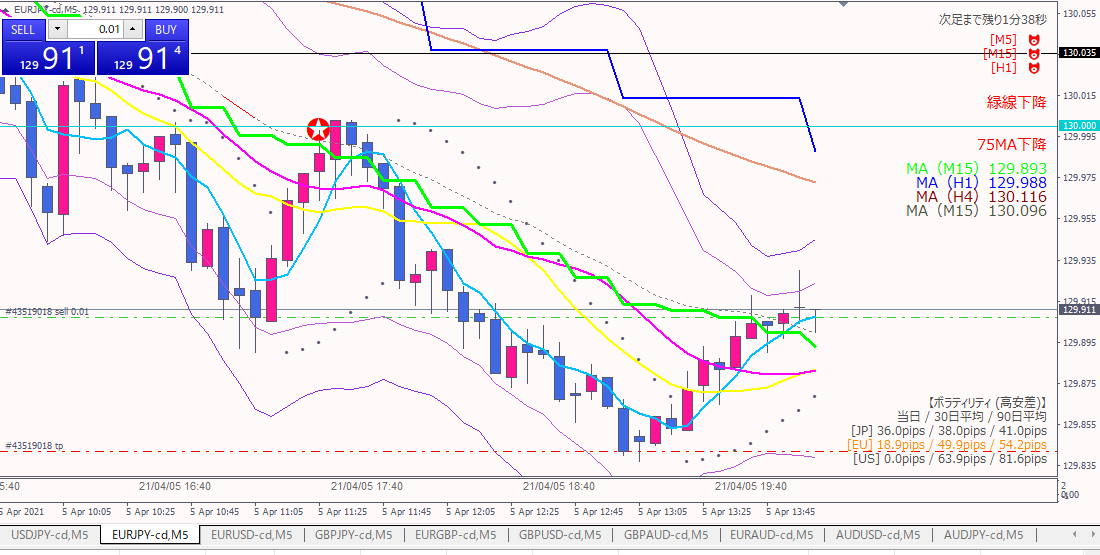 EURJPY-cd,M5 129.911 129.911 129.900 129.911
SELL 0.01 BUY
129 91 1 129 91 4
次足まで残り1分38秒
[M5]
[M15]
[H1]
緑線下降
75MA下降
MA (M15) 129.893
MA (H1) 129.988
MA (H4) 130.116
MA (M15) 130.096
#43519018 sell 0.01
#43519018 tp
【ボラティリティ (高安差)】
当日 / 30日平均 / 90日平均
[JP] 36.0pips / 38.0pips / 41.0pips
[EU] 18.9pips / 49.9pips / 54.2pips
[US] 0.0pips / 63.9pips / 81.6pips
130.055
130.035
130.015
130.000
129.995
129.975
129.955
129.935
129.915
129.911
129.895
129.875
129.855
129.835
2
0.00
5:40 21/04/05 16:40 21/04/05 17:40 21/04/05 18:40 21/04/05 19:40
5 Apr 2021 5 Apr 10:05 5 Apr 10:25 5 Apr 10:45 5 Apr 11:05 5 Apr 11:25 5 Apr 11:45 5 Apr 12:05 5 Apr 12:25 5 Apr 12:45 5 Apr 13:05 5 Apr 13:25 5 Apr 13:45
USDJPY-cd,M5 EURJPY-cd,M5 EURUSD-cd,M5 GBPJPY-cd,M5 EURGBP-cd,M5 GBPUSD-cd,M5 GBPAUD-cd,M5 EURAUD-cd,M5 AUDUSD-cd,M5 AUDJPY-cd,M5